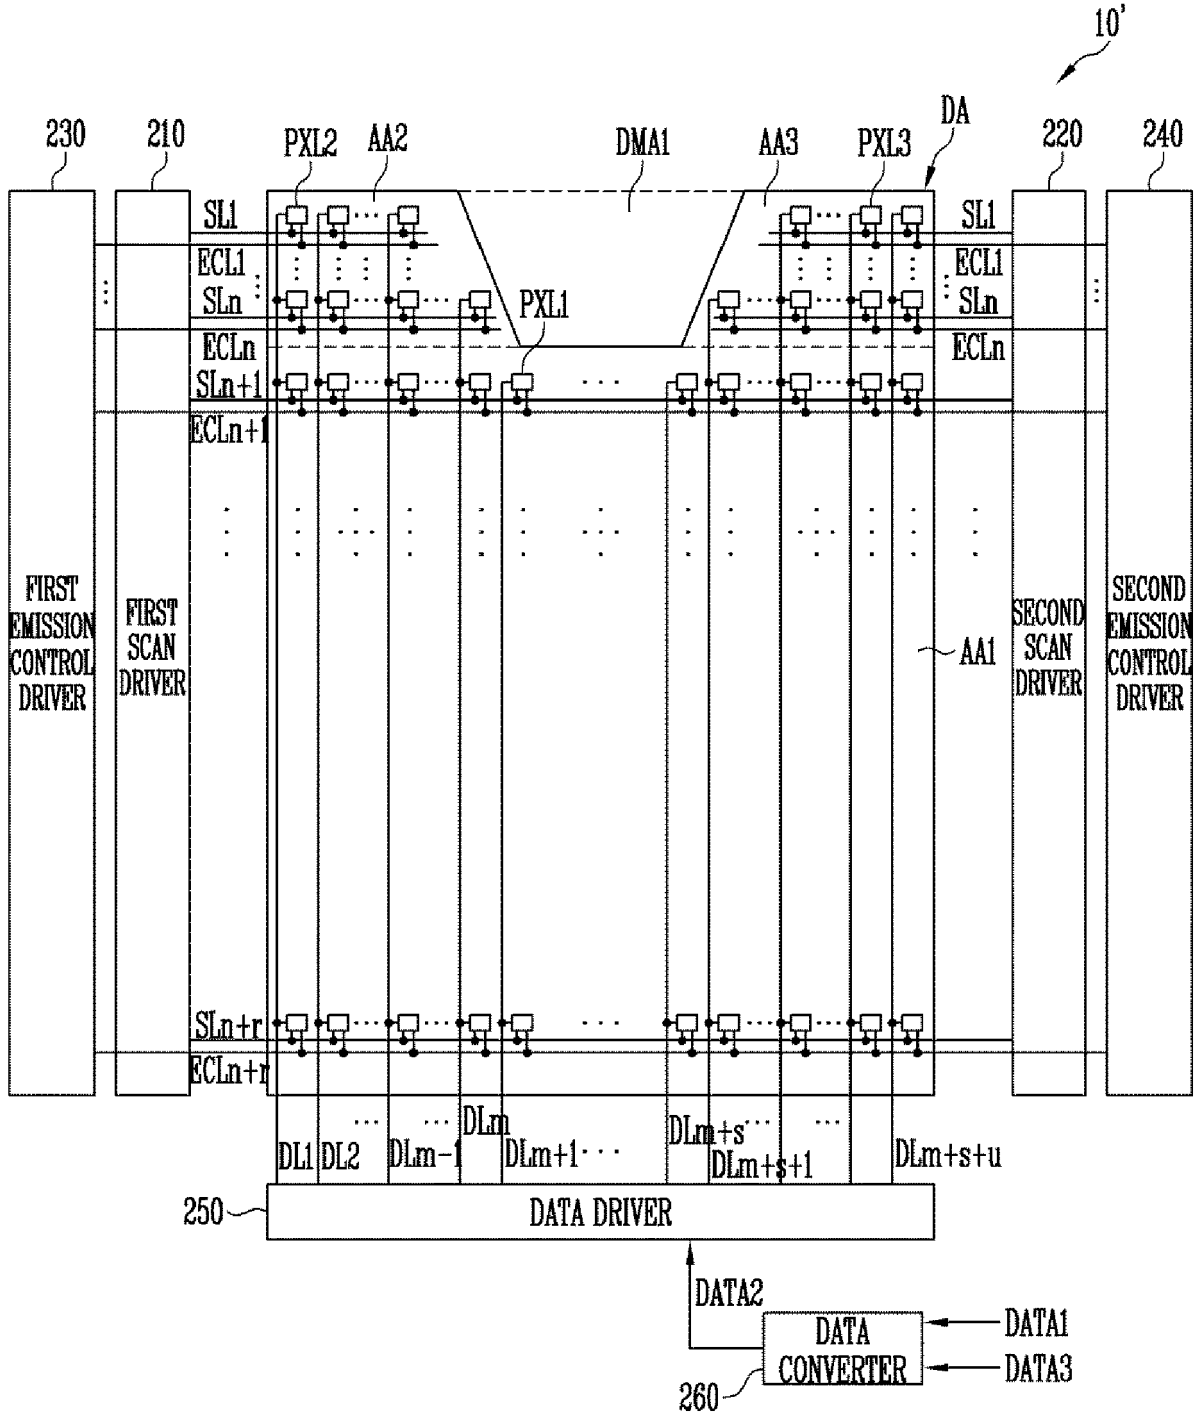 10'
230
210
PXL2
AA2
DMA1
AA3
PXL3
DA
220
240
SL1
SL1
ECL1
ECL1
SLn
SLn
PXL1
ECLn
ECLn
SLn+1
ECLn+1
FIRST
EMISSION
CONTROL
DRIVER
FIRST
SCAN
DRIVER
SECOND
SCAN
DRIVER
SECOND
EMISSION
CONTROL
DRIVER
AA1
SLn+r
ECLn+r
DL1
DL2
DLm-1
DLm
DLm+1
DLm+s
DLm+s+1
DLm+s+u
250
DATA DRIVER
DATA2
DATA
CONVERTER
DATA1
DATA3
260